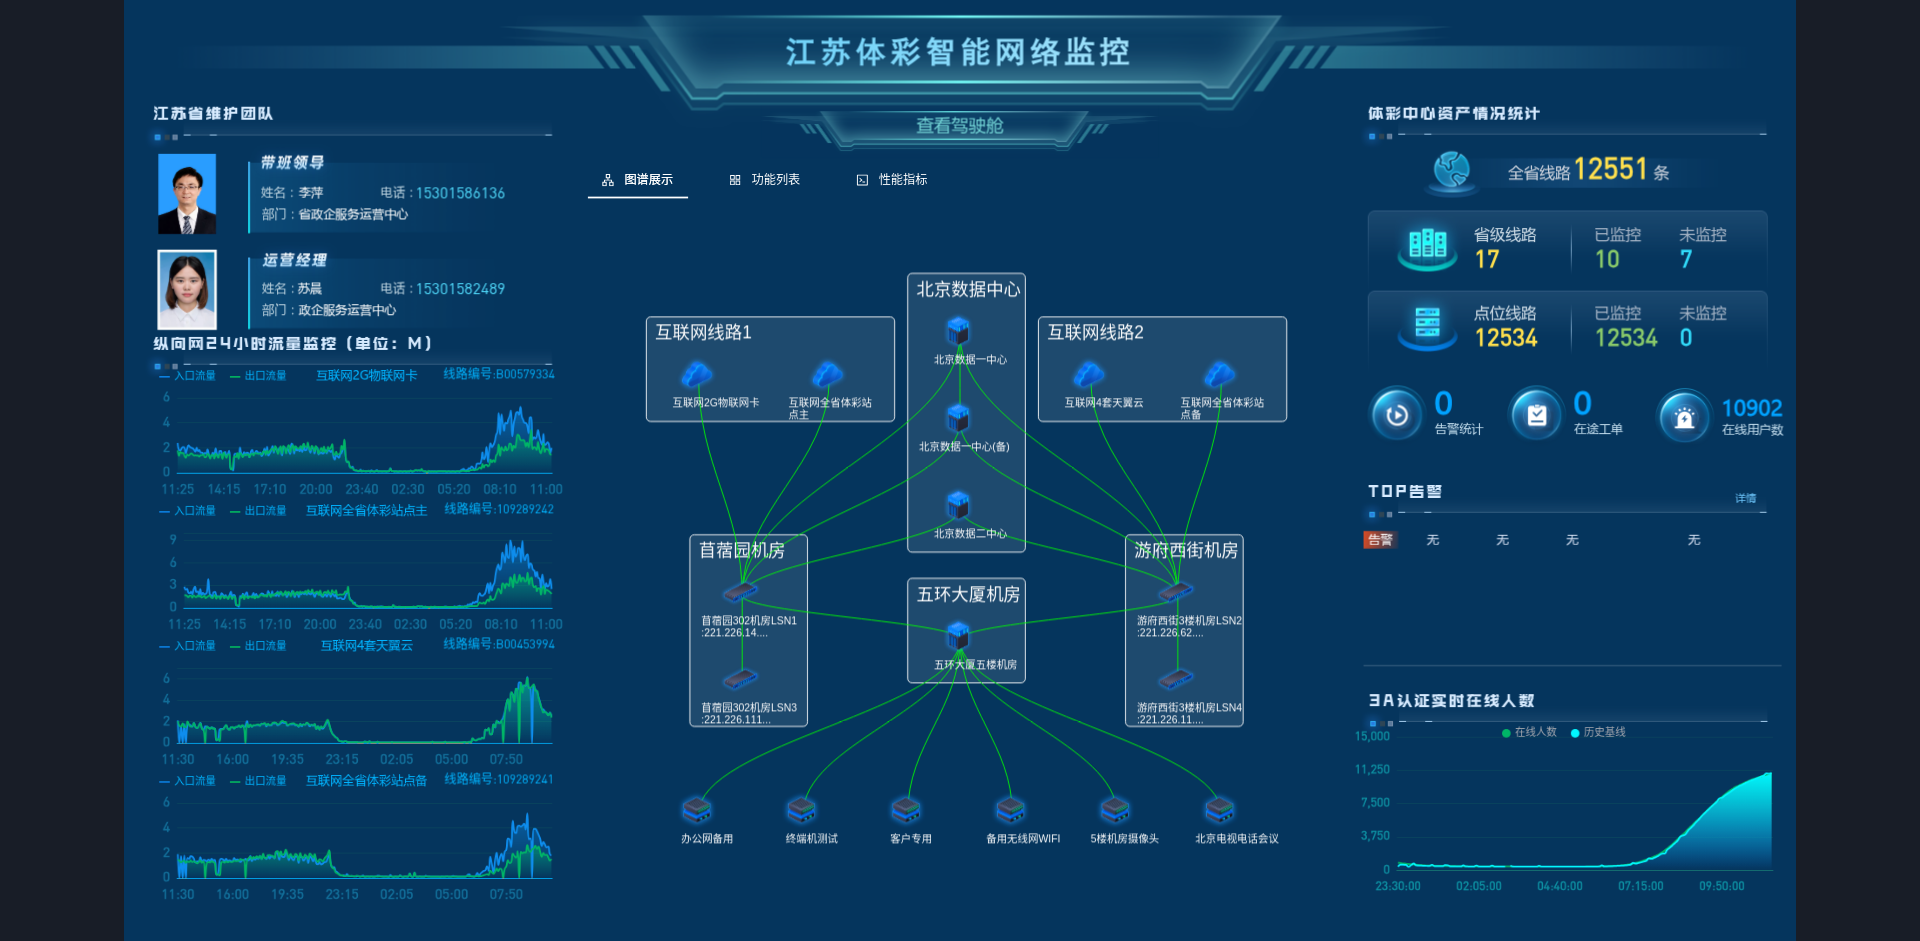 江苏体彩智能网络监控
查看驾驶舱
江苏省维护团队
带班领导
姓名：李萍 电话：15301586136
部门：省政企服务运营中心
运营经理
姓名：苏晨 电话：15301582489
部门：政企服务运营中心
纵向网24小时流量监控（单位：M）
入口流量 出口流量 互联网2G物联网卡 线路编号:B00579334
6
4
2
0
11:25 14:15 17:10 20:00 23:40 02:30 05:20 08:10 11:00
入口流量 出口流量 互联网全省体彩站点主 线路编号:109289242
9
6
3
0
11:25 14:15 17:10 20:00 23:40 02:30 05:20 08:10 11:00
入口流量 出口流量 互联网4套天翼云 线路编号:B00453994
6
4
2
0
11:30 16:00 19:35 23:15 02:05 05:00 07:50
入口流量 出口流量 互联网全省体彩站点备 线路编号:109289241
6
4
2
0
11:30 16:00 19:35 23:15 02:05 05:00 07:50
图谱展示 功能列表 性能指标
北京数据中心
北京数据一中心
北京数据一中心(备)
北京数据二中心
互联网线路1
互联网2G物联网卡
互联网全省体彩站
点主
互联网线路2
互联网4套天翼云
互联网全省体彩站
点备
苜蓿园机房
苜蓿园302机房LSN1
:221.226.14....
苜蓿园302机房LSN3
:221.226.111...
五环大厦机房
五环大厦五楼机房
游府西街机房
游府西街3楼机房LSN2
:221.226.62....
游府西街3楼机房LSN4
:221.226.11....
办公网备用 终端机测试 客户专用 备用无线网WIFI 5楼机房摄像头 北京电视电话会议
体彩中心资产情况统计
全省线路 12551 条
省级线路 已监控 未监控
17 10 7
点位线路 已监控 未监控
12534 12534 0
0 告警统计
0 在途工单
10902 在线用户数
TOP告警
详情
告警 无 无 无 无
3A认证实时在线人数
在线人数 历史基线
15,000
11,250
7,500
3,750
0
23:30:00 02:05:00 04:40:00 07:15:00 09:50:00